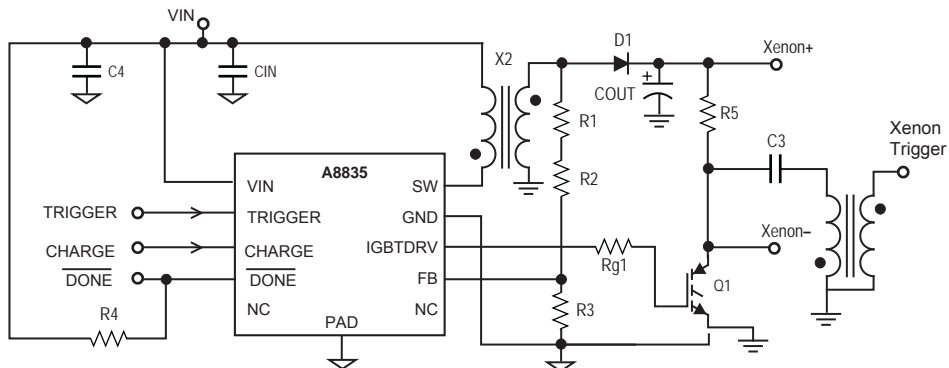 VIN
X2
D1
Xenon+
C4
CIN
+
COUT
R1
R5
C3
Xenon
Trigger
R2
A8835
VIN
SW
TRIGGER
TRIGGER
GND
CHARGE
CHARGE
IGBTDRV
Rg1
Xenon–
DONE
DONE
FB
Q1
R4
NC
NC
R3
PAD